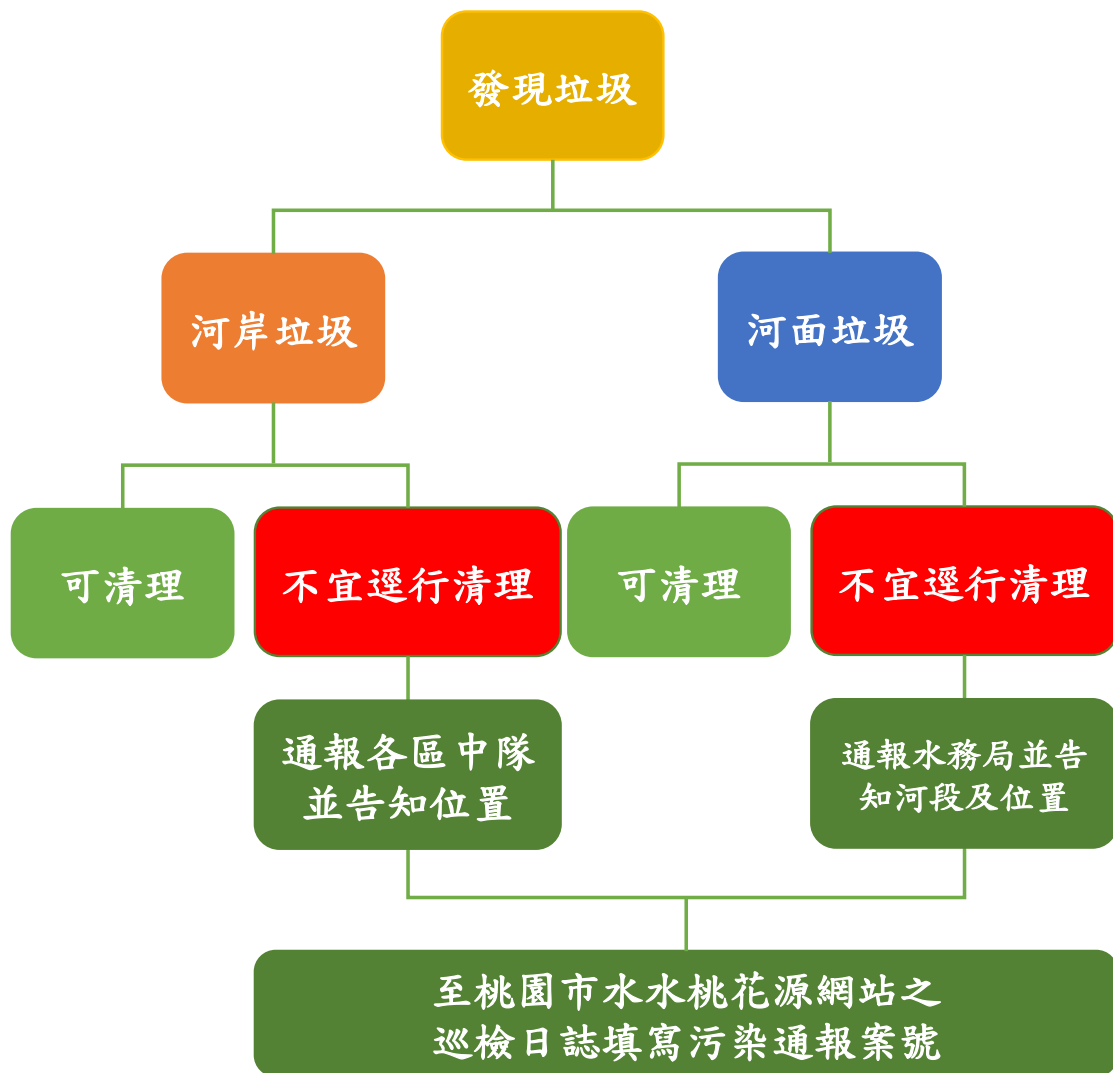 發現垃圾
河岸垃圾
河面垃圾
可清理
不宜逕行清理
可清理
不宜逕行清理
通報各區中隊
並告知位置
通報水務局並告
知河段及位置
至桃園市水水桃花源網站之
巡檢日誌填寫污染通報案號